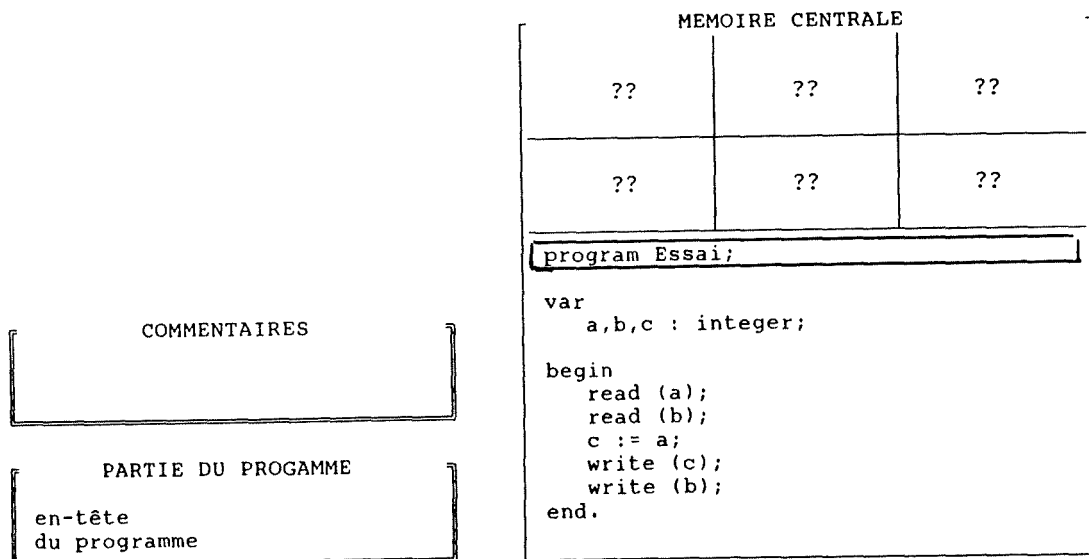 MEMOIRE CENTRALE
?? ?? ??
?? ?? ??
program Essai;
var
a,b,c : integer;
begin
read (a);
read (b);
c := a;
write (c);
write (b);
end.
COMMENTAIRES
PARTIE DU PROGAMME
en-tête
du programme